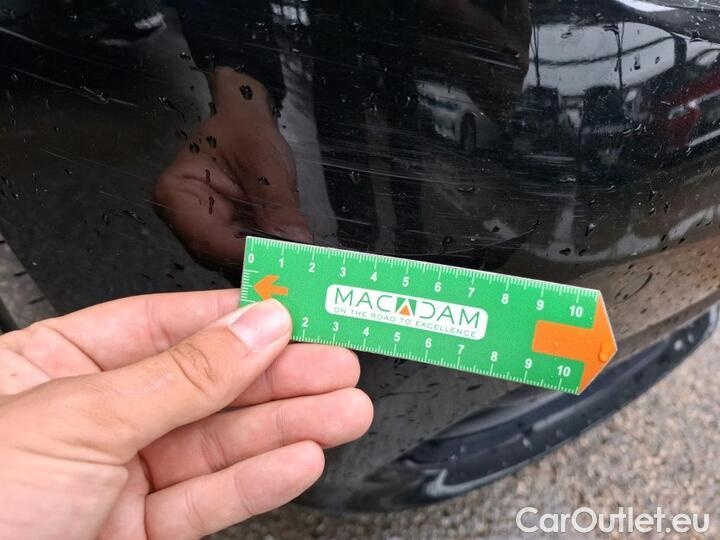 0 1 2 3 4 5 6 7 8 9 10
MACADAM
ON THE ROAD TO EXCELLENCE
2 3 4 5 6 7 8 9 10
CarOutlet.eu